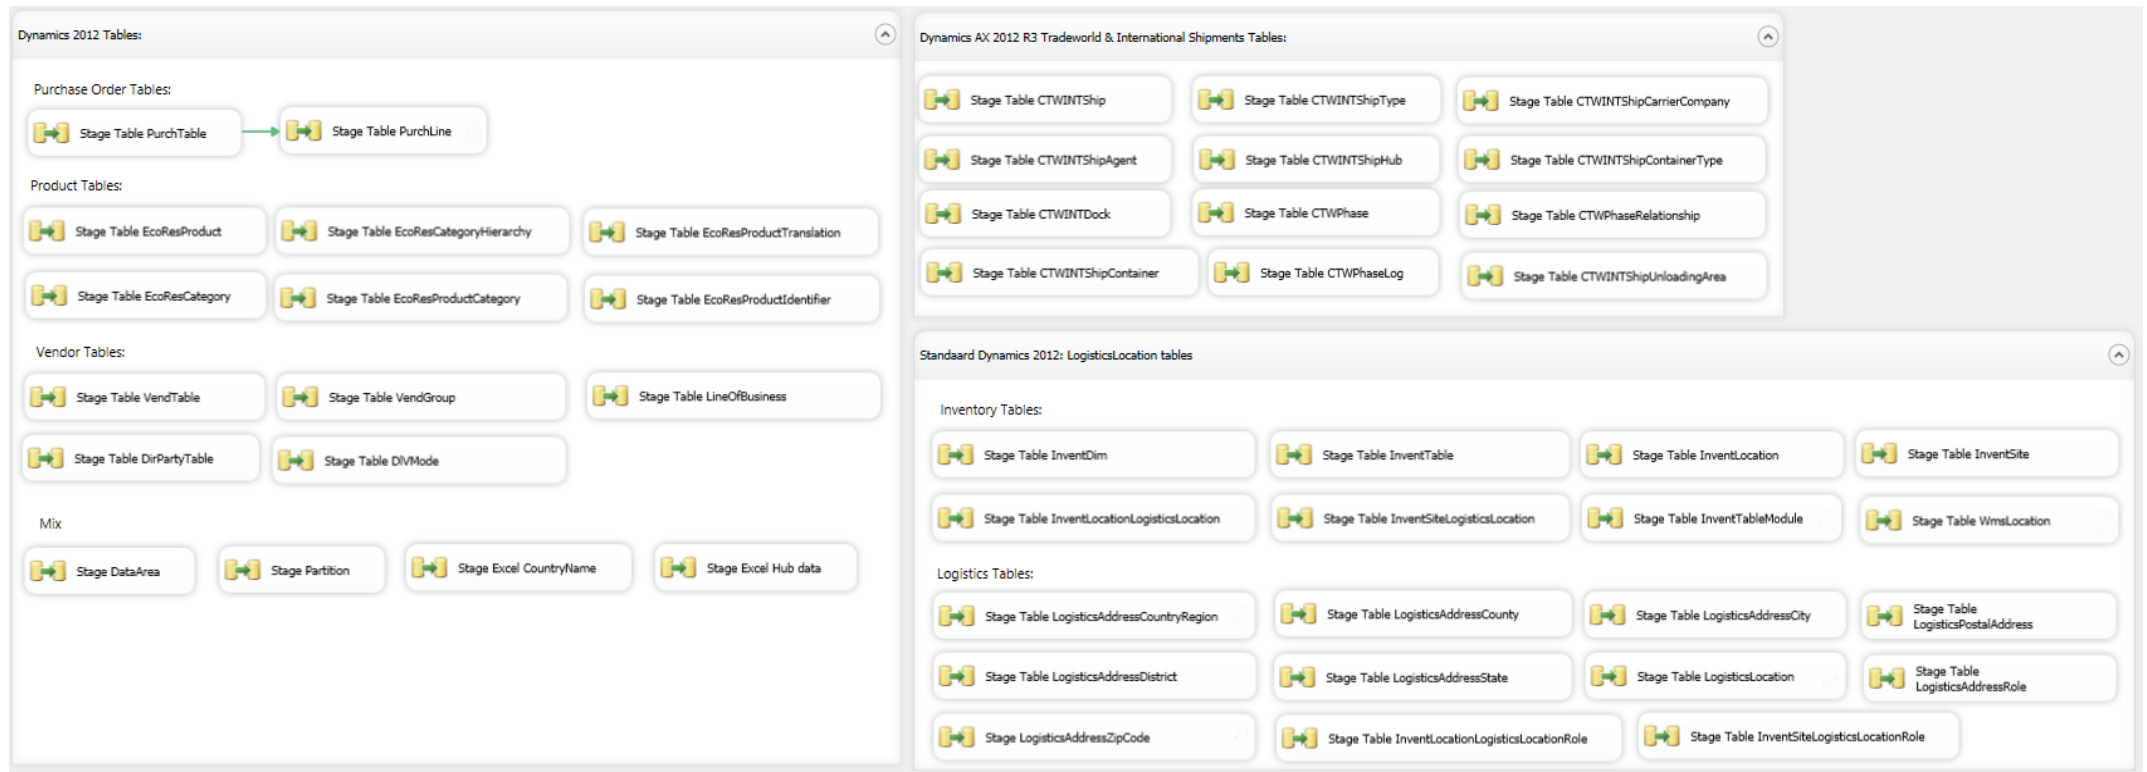 Dynamics 2012 Tables:
Purchase Order Tables:
Stage Table PurchTable
Stage Table PurchLine
Product Tables:
Stage Table EcoResProduct
Stage Table EcoResCategoryHierarchy
Stage Table EcoResProductTranslation
Stage Table EcoResCategory
Stage Table EcoResProductCategory
Stage Table EcoResProductIdentifier
Vendor Tables:
Stage Table VendTable
Stage Table VendGroup
Stage Table LineOfBusiness
Stage Table DirPartyTable
Stage Table DlVMode
Mix
Stage DataArea
Stage Partition
Stage Excel CountryName
Stage Excel Hub data
Dynamics AX 2012 R3 Tradeworld & International Shipments Tables:
Stage Table CTWINTShip
Stage Table CTWINTShipType
Stage Table CTWINTShipCarrierCompany
Stage Table CTWINTShipAgent
Stage Table CTWINTShipHub
Stage Table CTWINTShipContainerType
Stage Table CTWINTDock
Stage Table CTWPhase
Stage Table CTWPhaseRelationship
Stage Table CTWINTShipContainer
Stage Table CTWPhaseLog
Stage Table CTWINTShipUnloadingArea
Standaard Dynamics 2012: LogisticsLocation tables
Inventory Tables:
Stage Table InventDim
Stage Table InventTable
Stage Table InventLocation
Stage Table InventSite
Stage Table InventLocationLogisticsLocation
Stage Table InventSiteLogisticsLocation
Stage Table InventTableModule
Stage Table WmsLocation
Logistics Tables:
Stage Table LogisticsAddressCountryRegion
Stage Table LogisticsAddressCounty
Stage Table LogisticsAddressCity
Stage Table
LogisticsPostalAddress
Stage Table LogisticsAddressDistrict
Stage Table LogisticsAddressState
Stage Table LogisticsLocation
Stage Table
LogisticsAddressRole
Stage LogisticsAddressZipCode
Stage Table InventLocationLogisticsLocationRole
Stage Table InventSiteLogisticsLocationRole